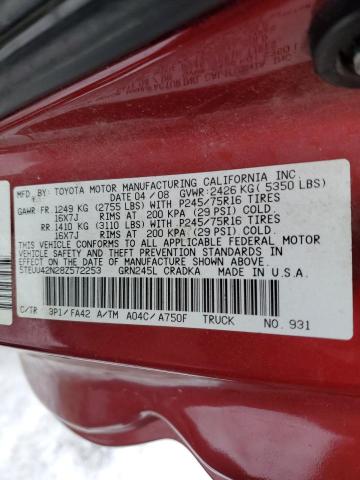 MFD. BY: TOYOTA MOTOR MANUFACTURING CALIFORNIA INC.
DATE 04 / 08 GVWR: 2426 KG ( 5350 LBS)
GAWR: FR. 1249 KG (2755 LBS) WITH P245/75R16 TIRES
16X7J RIMS AT 200 KPA (29 PSI) COLD.
RR. 1410 KG (3110 LBS) WITH P245/75R16 TIRES
16X7J RIMS AT 200 KPA (29 PSI) COLD.
THIS VEHICLE CONFORMS TO ALL APPLICABLE FEDERAL MOTOR
VEHICLE SAFETY AND THEFT PREVENTION STANDARDS IN
EFFECT ON THE DATE OF MANUFACTURE SHOWN ABOVE.
5TEUU42N28Z572253 GRN245L CRADKA MADE IN U.S.A.
C/TR 3P1 / FA42 A/TM A04C/ A750F TRUCK NO. 931